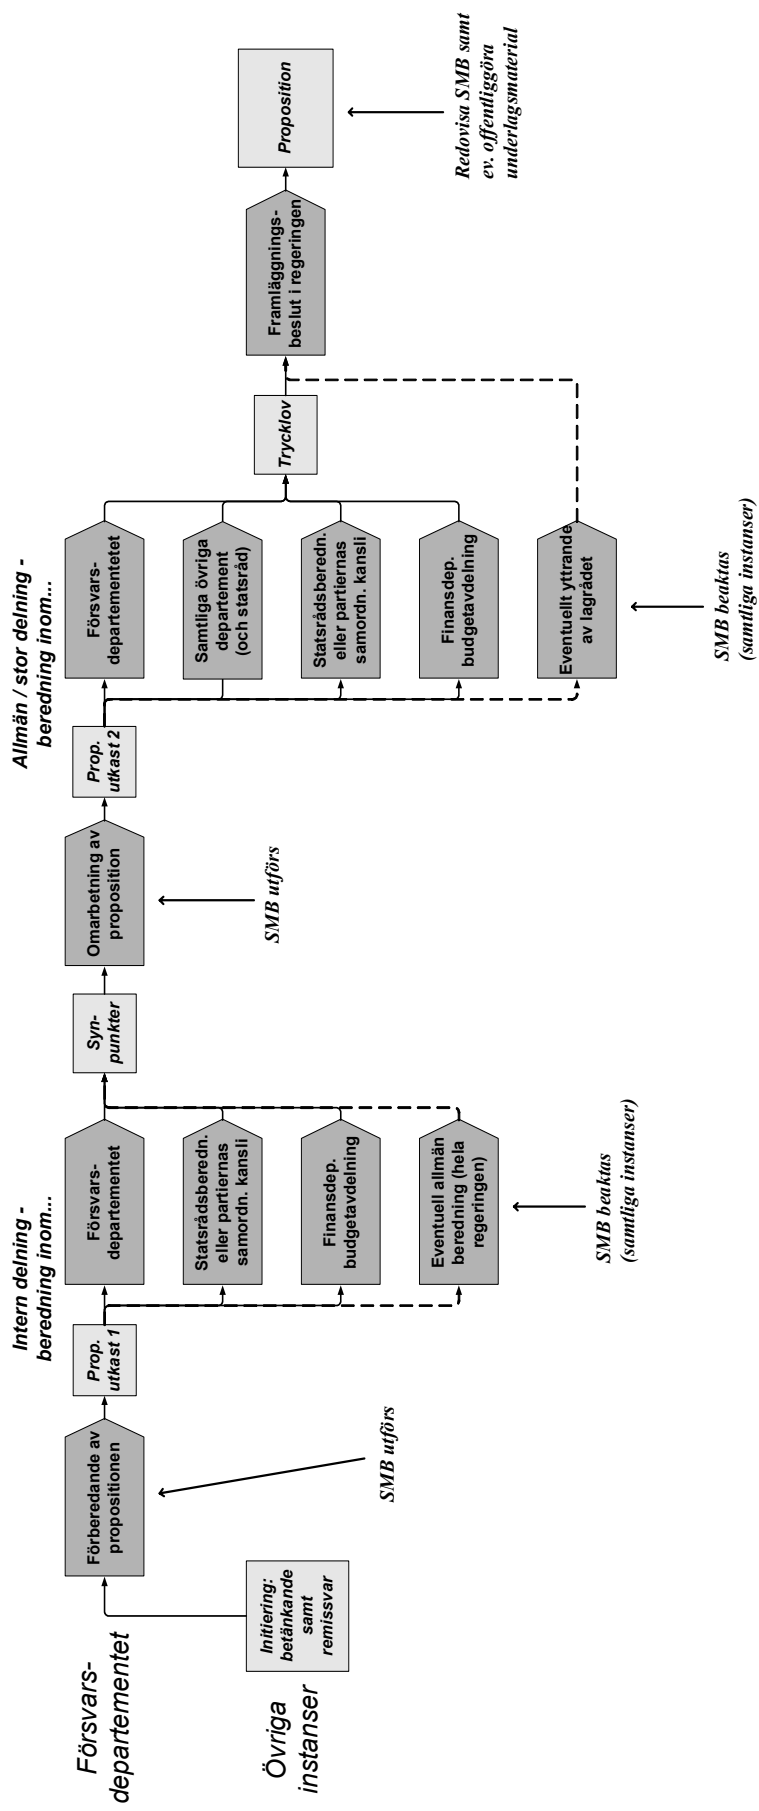 Försvars-
departementet
Övriga
instanser
Initiering:
betänkande
samt
remissvar
Förberedande av
propositionen
SMB utförs
Prop.
utkast 1
Intern delning -
beredning inom...
Försvars-
departementet
Statsrådsberedn.
eller partiernas
samordn. kansli
Finansdep.
budgetavdelning
Eventuell allmän
beredning (hela
regeringen)
SMB beaktas
(samtliga instanser)
Syn-
punkter
Omarbetning av
proposition
SMB utförs
Prop.
utkast 2
Allmän / stor delning -
beredning inom...
Försvars-
departementetet
Samtliga övriga
departement
(och statsråd)
Statsrådsberedn.
eller partiernas
samordn. kansli
Finansdep.
budgetavdelning
Eventuellt yttrande
av lagrådet
SMB beaktas
(samtliga instanser)
Trycklov
Framläggnings-
beslut i regeringen
Proposition
Redovisa SMB samt
ev. offentliggöra
underlagsmaterial